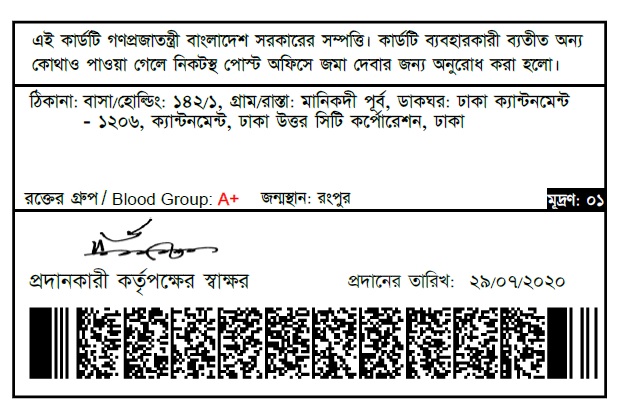 এই কার্ডটি গণপ্রজাতন্ত্রী বাংলাদেশ সরকারের সম্পত্তি। কার্ডটি ব্যবহারকারী ব্যতীত অন্য
কোথাও পাওয়া গেলে নিকটস্থ পোস্ট অফিসে জমা দেবার জন্য অনুরোধ করা হলো।
ঠিকানা: বাসা/হোল্ডিং: ১৪২/১, গ্রাম/রাস্তা: মানিকদী পূর্ব, ডাকঘর: ঢাকা ক্যান্টনমেন্ট
- ১২০৬, ক্যান্টনমেন্ট, ঢাকা উত্তর সিটি কর্পোরেশন, ঢাকা
রক্তের গ্রুপ / Blood Group: A+ জন্মস্থান: রংপুর মূদ্রণ: ০১
প্রদানকারী কর্তৃপক্ষের স্বাক্ষর প্রদানের তারিখ: ২৯/০৭/২০২০